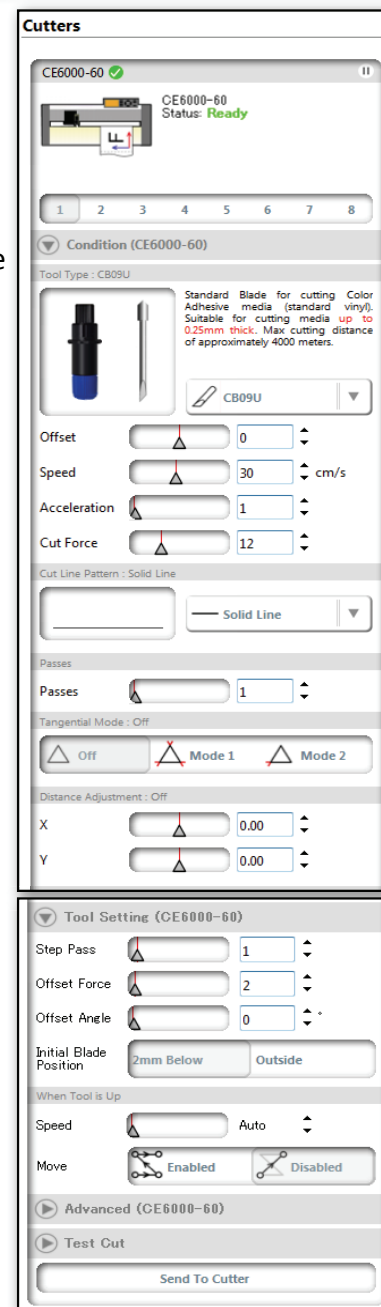 Cutters
CE6000-60
CE6000-60
Status: Ready
1 2 3 4 5 6 7 8
e
Condition (CE6000-60)
Tool Type : CB09U
Standard Blade for cutting Color
Adhesive media (standard vinyl).
Suitable for cutting media up to
0.25mm thick. Max cutting distance
of approximately 4000 meters.
CB09U
Offset 0
Speed 30 cm/s
Acceleration 1
Cut Force 12
Cut Line Pattern : Solid Line
Solid Line
Passes
Passes 1
Tangential Mode : Off
Off Mode 1 Mode 2
Distance Adjustment : Off
X 0.00
Y 0.00
Tool Setting (CE6000-60)
Step Pass 1
Offset Force 2
Offset Angle 0 °
Initial Blade
Position 2mm Below Outside
When Tool is Up
Speed Auto
Move Enabled Disabled
Advanced (CE6000-60)
Test Cut
Send To Cutter